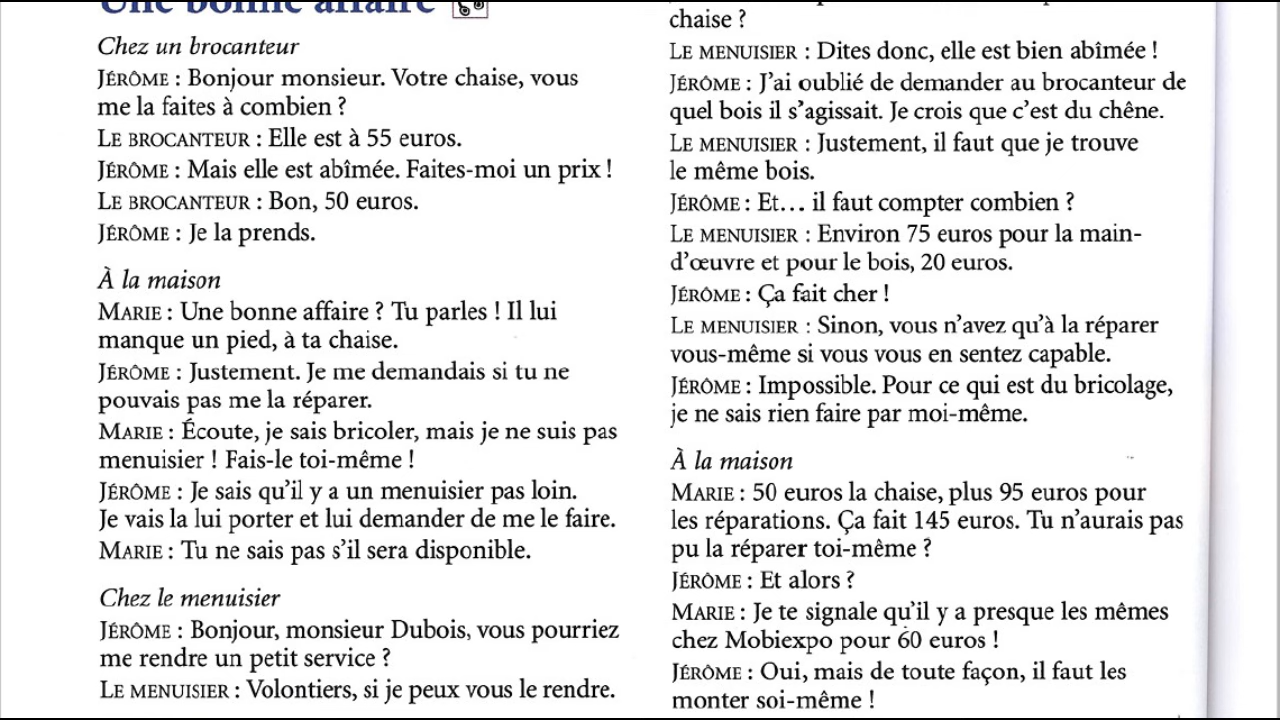 Une bonne affaire
Chez un brocanteur
JÉRÔME : Bonjour monsieur. Votre chaise, vous
me la faites à combien ?
LE BROCANTEUR : Elle est à 55 euros.
JÉRÔME : Mais elle est abîmée. Faites-moi un prix !
LE BROCANTEUR : Bon, 50 euros.
JÉRÔME : Je la prends.
À la maison
MARIE : Une bonne affaire ? Tu parles ! Il lui
manque un pied, à ta chaise.
JÉRÔME : Justement. Je me demandais si tu ne
pouvais pas me la réparer.
MARIE : Écoute, je sais bricoler, mais je ne suis pas
menuisier ! Fais-le toi-même !
JÉRÔME : Je sais qu'il y a un menuisier pas loin.
Je vais la lui porter et lui demander de me le faire.
MARIE : Tu ne sais pas s'il sera disponible.
Chez le menuisier
JÉRÔME : Bonjour, monsieur Dubois, vous pourriez
me rendre un petit service ?
LE MENUISIER : Volontiers, si je peux vous le rendre.
chaise ?
LE MENUISIER : Dites donc, elle est bien abîmée !
JÉRÔME : J'ai oublié de demander au brocanteur de
quel bois il s'agissait. Je crois que c'est du chêne.
LE MENUISIER : Justement, il faut que je trouve
le même bois.
JÉRÔME : Et… il faut compter combien ?
LE MENUISIER : Environ 75 euros pour la main-
d'œuvre et pour le bois, 20 euros.
JÉRÔME : Ça fait cher !
LE MENUISIER : Sinon, vous n'avez qu'à la réparer
vous-même si vous vous en sentez capable.
JÉRÔME : Impossible. Pour ce qui est du bricolage,
je ne sais rien faire par moi-même.
À la maison
MARIE : 50 euros la chaise, plus 95 euros pour
les réparations. Ça fait 145 euros. Tu n'aurais pas
pu la réparer toi-même ?
JÉRÔME : Et alors ?
MARIE : Je te signale qu'il y a presque les mêmes
chez Mobiexpo pour 60 euros !
JÉRÔME : Oui, mais de toute façon, il faut les
monter soi-même !